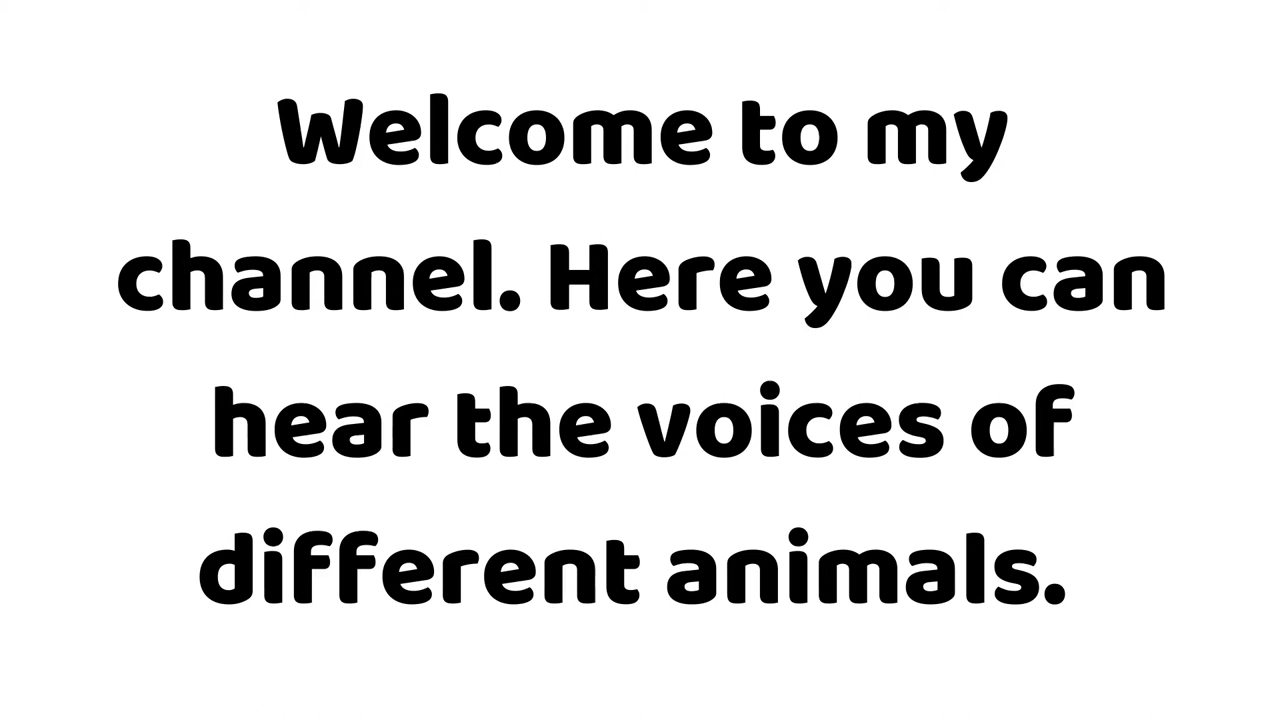 Welcome to my
channel. Here you can
hear the voices of
different animals.